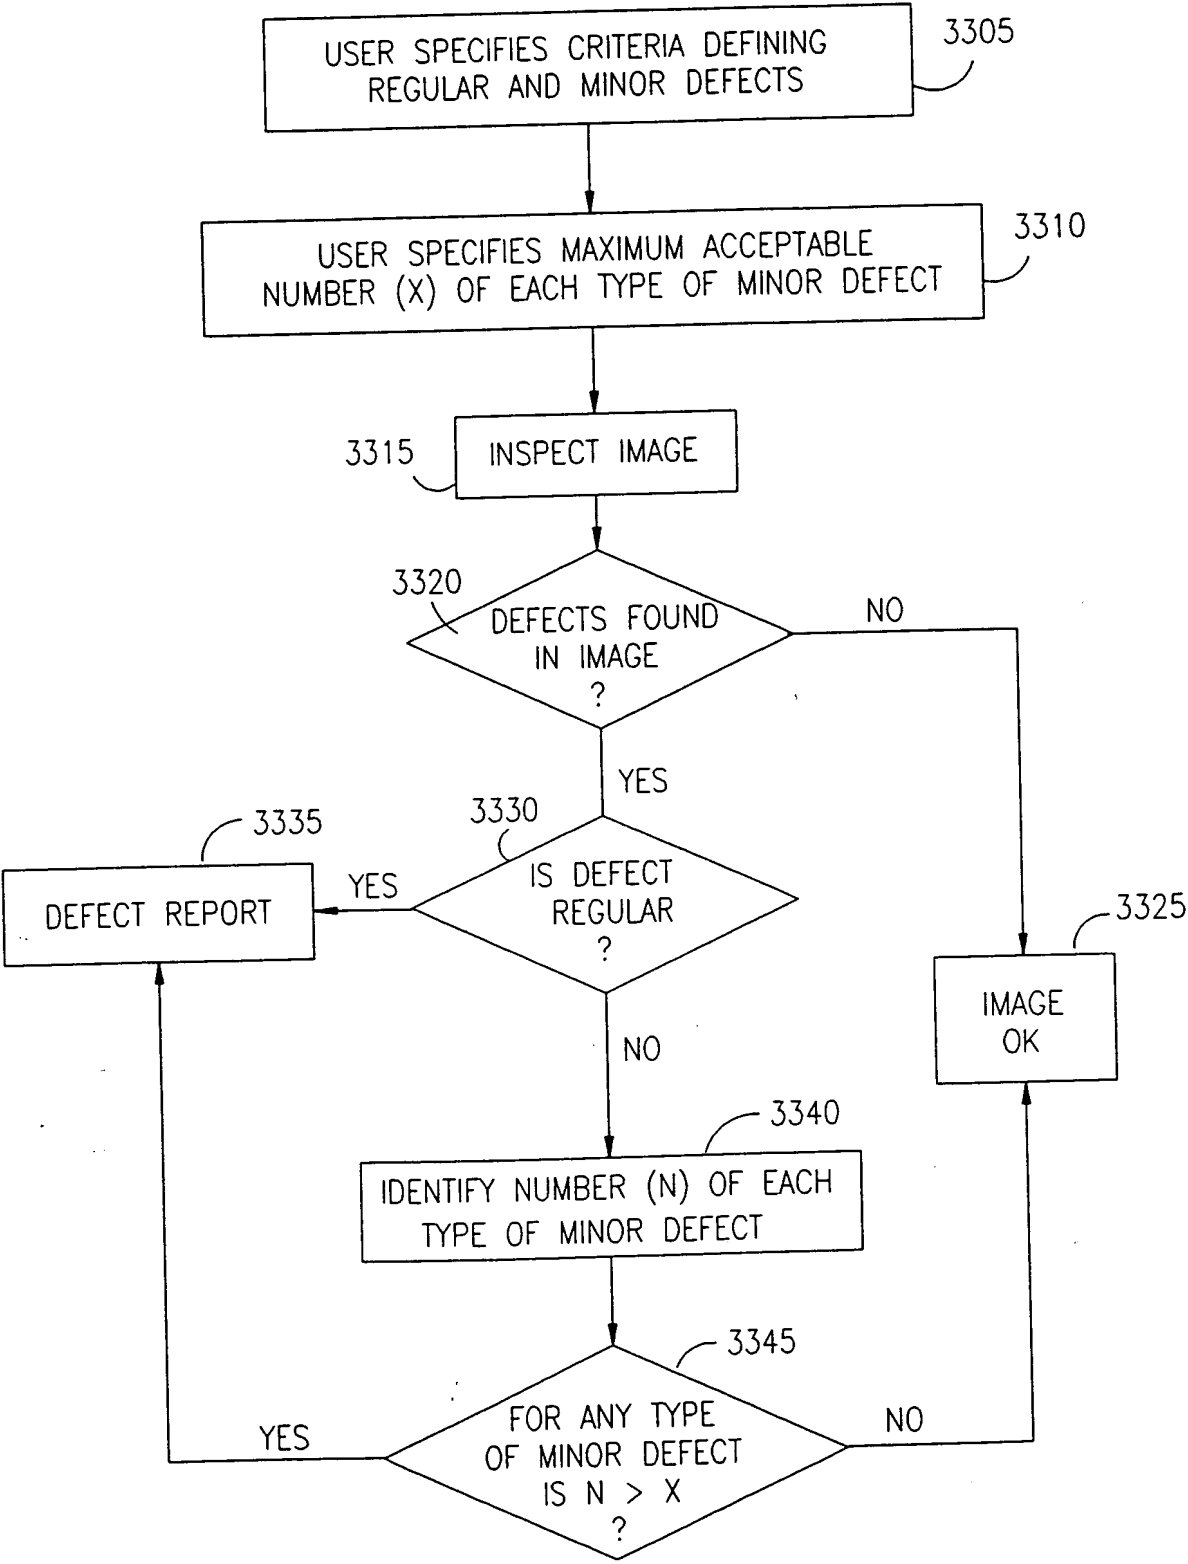 USER SPECIFIES CRITERIA DEFINING
REGULAR AND MINOR DEFECTS
3305
USER SPECIFIES MAXIMUM ACCEPTABLE
NUMBER (X) OF EACH TYPE OF MINOR DEFECT
3310
3315
INSPECT IMAGE
3320
DEFECTS FOUND
IN IMAGE
?
NO
YES
3330
3335
IS DEFECT
REGULAR
?
YES
DEFECT REPORT
3325
IMAGE
OK
NO
3340
IDENTIFY NUMBER (N) OF EACH
TYPE OF MINOR DEFECT
3345
FOR ANY TYPE
OF MINOR DEFECT
IS N > X
?
YES
NO